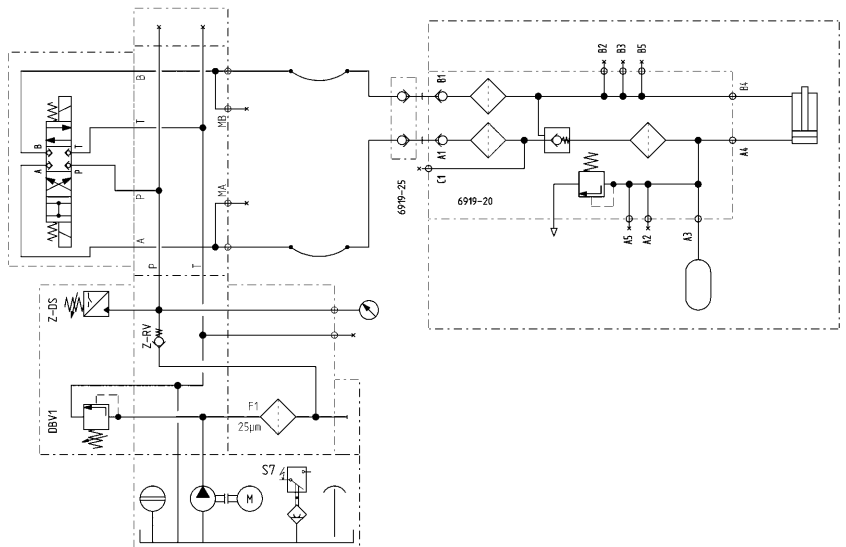 B
T
P
A
MB
MA
B
T
A
P
P
T
Z-DS
Z-RV
DBV1
F1
25µm
S7
M
B1
A1
C1
6919-25
6919-20
B2
B3
B5
B4
A4
A5
A2
A3